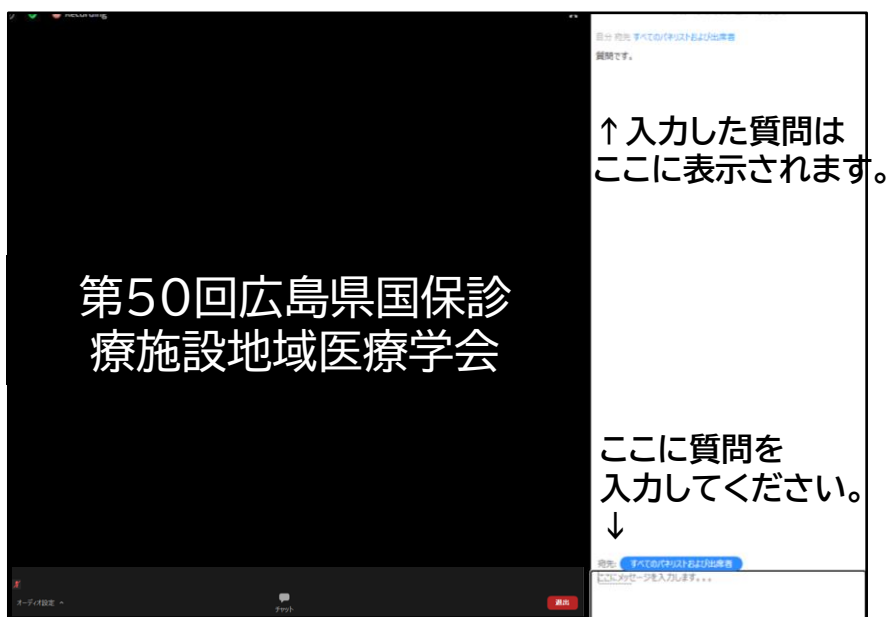 Recording
自分 宛先 すべてのパネリストおよび出席者
質問です。
↑入力した質問は
ここに表示されます。
第50回広島県国保診
療施設地域医療学会
ここに質問を
入力してください。
↓
宛先: すべてのパネリストおよび出席者
ここにメッセージを入力します...
オーディオ設定 ^
チャット
退出